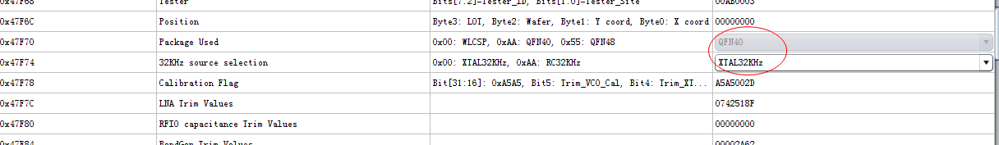 0x47F68 Tester Bits[7:2]-Tester_ID, Bits[1:0]-Tester_Site 00AB0003
0x47F6C Position Byte3: LOT, Byte2: Wafer, Byte1: Y coord, Byte0: X coord 00000000
0x47F70 Package Used 0x00: WLCSP, 0xAA: QFN40, 0x55: QFN48 QFN40
0x47F74 32KHz source selection 0x00: XTAL32KHz, 0xAA: RC32KHz XTAL32KHz
0x47F78 Calibration Flag Bit[31:16]: 0xA5A5, Bit5: Trim_VCO_Cal, Bit4: Trim_XT... A5A5002D
0x47F7C LNA Trim Values 0742518F
0x47F80 RFIO capacitance Trim Values 00000000
0x47F84 BandGap Trim Values 00002A62